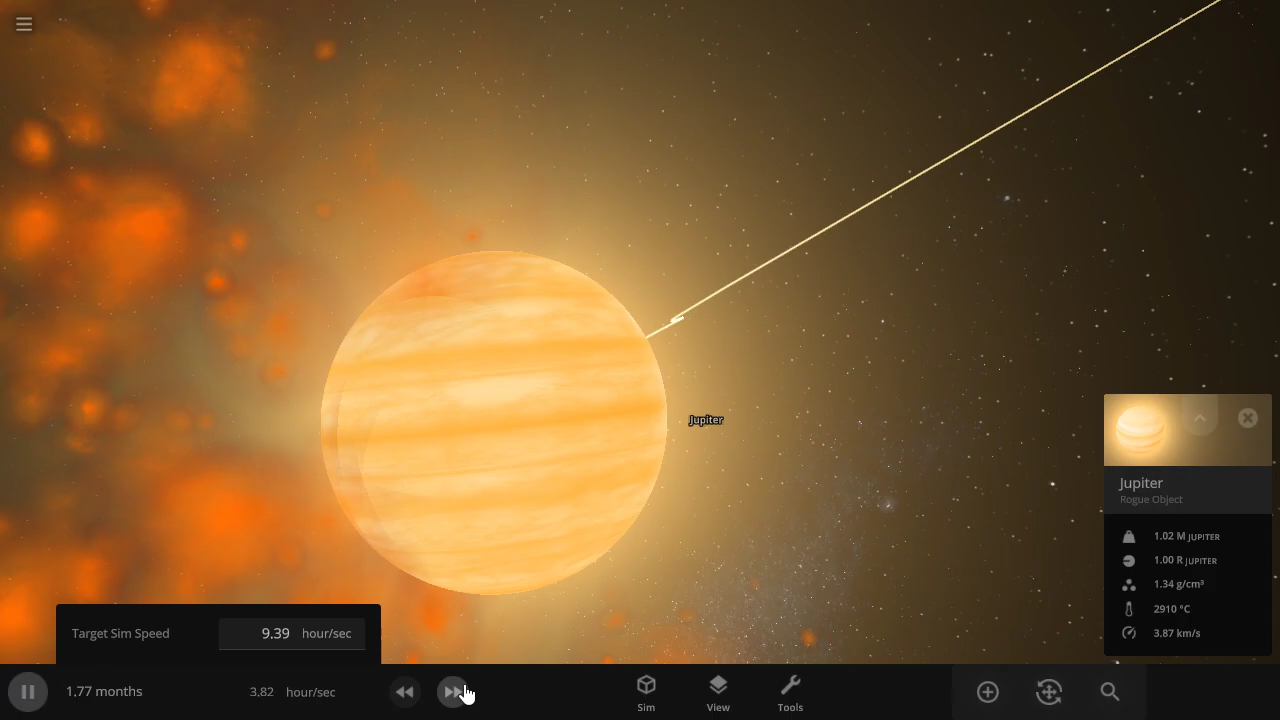 Jupiter
Jupiter
Rogue Object
1.02 M JUPITER
1.00 R JUPITER
1.34 g/cm³
2910 °C
3.87 km/s
Target Sim Speed 9.39 hour/sec
1.77 months 3.82 hour/sec
Sim View Tools